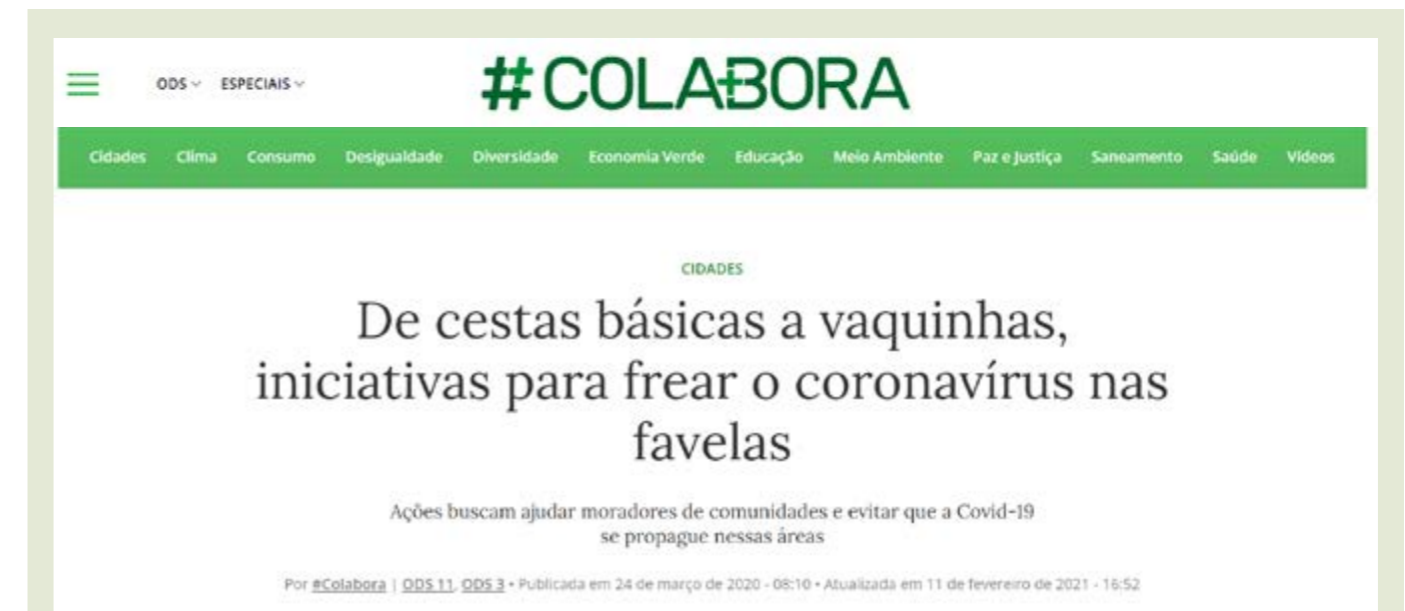 ODS ESPECIAIS #COLABORA
Cidades Clima Consumo Desigualdade Diversidade Economia Verde Educação Meio Ambiente Paz e Justiça Saneamento Saúde Vídeos
CIDADES
De cestas básicas a vaquinhas,
iniciativas para frear o coronavírus nas
favelas
Ações buscam ajudar moradores de comunidades e evitar que a Covid-19
se propague nessas áreas
Por #Colabora | ODS 11, ODS 3 • Publicada em 24 de março de 2020 - 08:10 • Atualizada em 11 de fevereiro de 2021 - 16:52